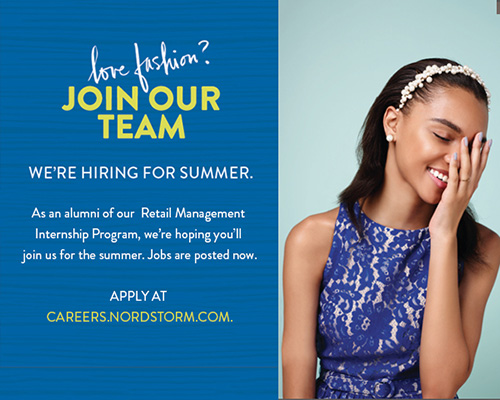 love fashion?
JOIN OUR
TEAM
WE'RE HIRING FOR SUMMER.
As an alumni of our Retail Management
Internship Program, we're hoping you'll
join us for the summer. Jobs are posted now.
APPLY AT
CAREERS.NORDSTORM.COM.